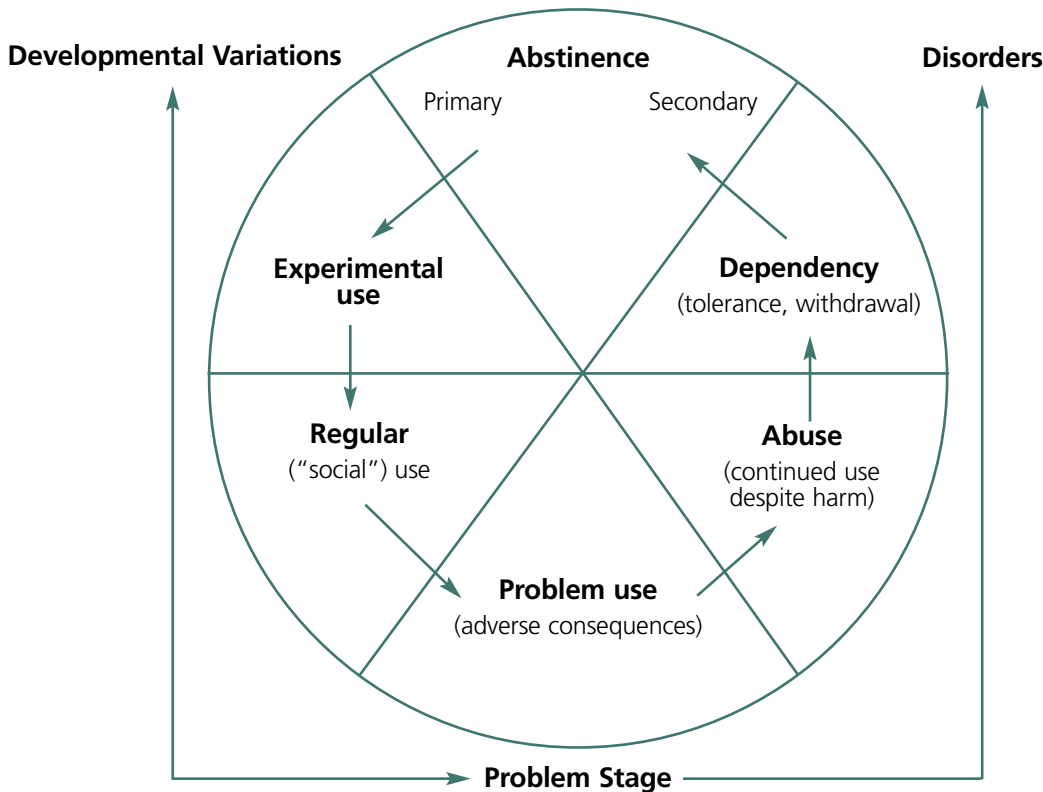 Developmental Variations
Abstinence
Disorders
Primary
Secondary
Experimental
use
Dependency
(tolerance, withdrawal)
Regular
(“social”) use
Abuse
(continued use
despite harm)
Problem use
(adverse consequences)
Problem Stage